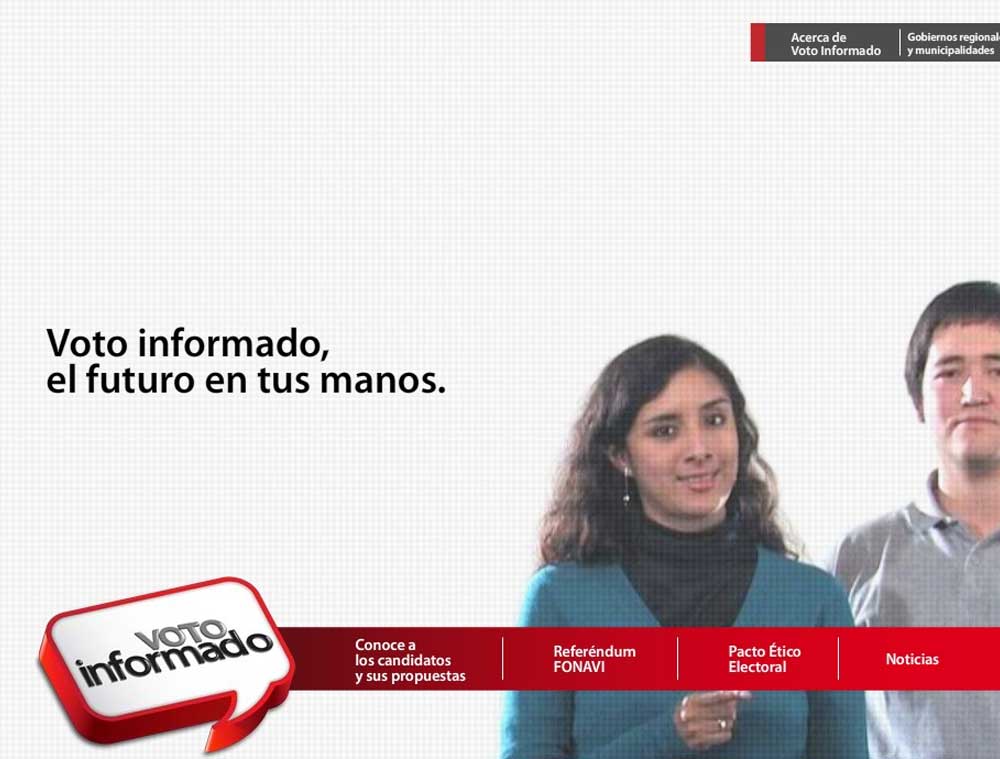 Acerca de
Voto Informado
Gobiernos regional
y municipalidades
Voto informado,
el futuro en tus manos.
VOTO
informado
Conoce a
los candidatos
y sus propuestas
Referéndum
FONAVI
Pacto Ético
Electoral
Noticias